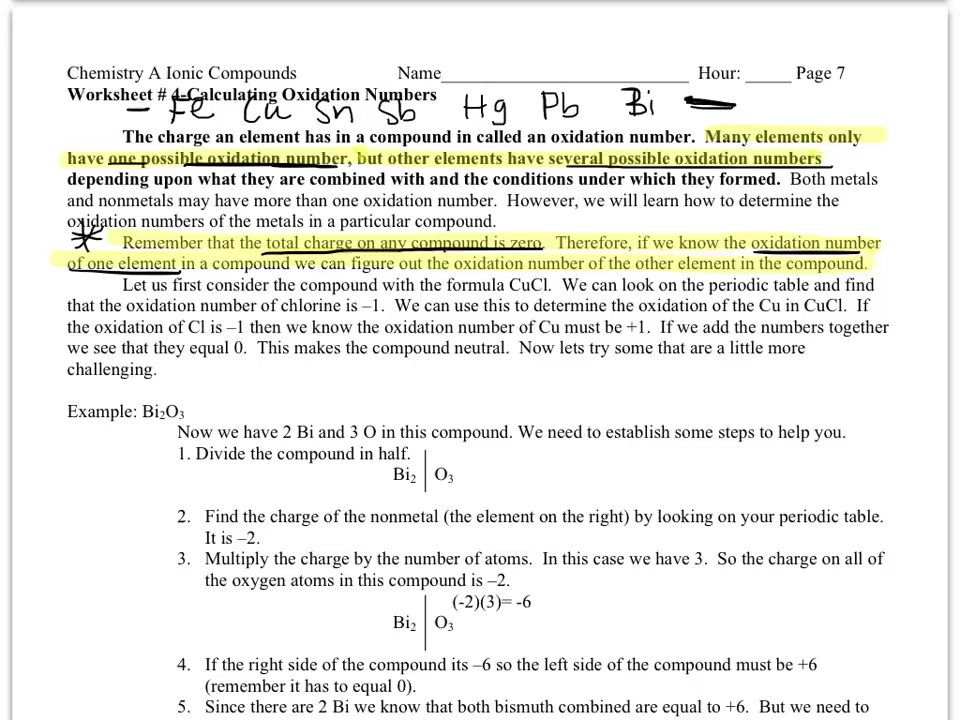 Chemistry A Ionic Compounds Name__________________________ Hour: _____ Page 7
Worksheet # 4-Calculating Oxidation Numbers
Fe Cu Sn Sb Hg Pb Bi
The charge an element has in a compound in called an oxidation number. Many elements only
have one possible oxidation number, but other elements have several possible oxidation numbers
depending upon what they are combined with and the conditions under which they formed. Both metals
and nonmetals may have more than one oxidation number. However, we will learn how to determine the
oxidation numbers of the metals in a particular compound.
* Remember that the total charge on any compound is zero. Therefore, if we know the oxidation number
of one element in a compound we can figure out the oxidation number of the other element in the compound.
Let us first consider the compound with the formula CuCl. We can look on the periodic table and find
that the oxidation number of chlorine is –1. We can use this to determine the oxidation of the Cu in CuCl. If
the oxidation of Cl is –1 then we know the oxidation number of Cu must be +1. If we add the numbers together
we see that they equal 0. This makes the compound neutral. Now lets try some that are a little more
challenging.
Example: Bi₂O₃
Now we have 2 Bi and 3 O in this compound. We need to establish some steps to help you.
1. Divide the compound in half.
Bi₂ | O₃
2. Find the charge of the nonmetal (the element on the right) by looking on your periodic table.
It is –2.
3. Multiply the charge by the number of atoms. In this case we have 3. So the charge on all of
the oxygen atoms in this compound is –2.
(-2)(3)= -6
Bi₂ | O₃
4. If the right side of the compound its –6 so the left side of the compound must be +6
(remember it has to equal 0).
5. Since there are 2 Bi we know that both bismuth combined are equal to +6. But we need to